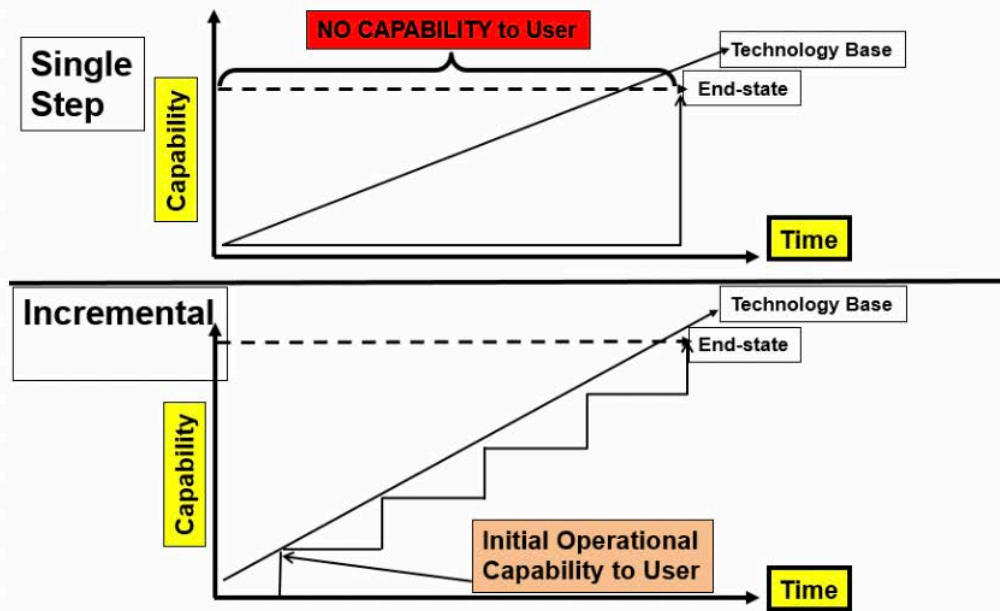 NO CAPABILITY to User
Single
Step
Capability
Technology Base
End-state
Time
Incremental
Technology Base
End-state
Capability
Initial Operational
Capability to User
Time